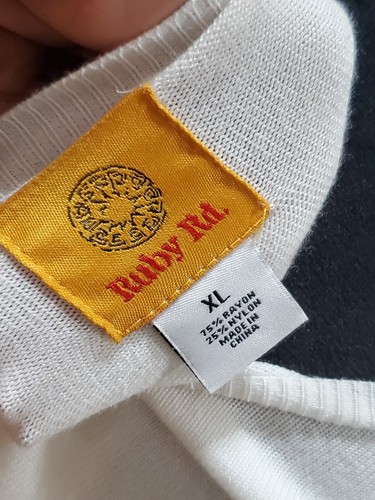 Ruby Rd.
XL
75% RAYON
25% NYLON
MADE IN
CHINA